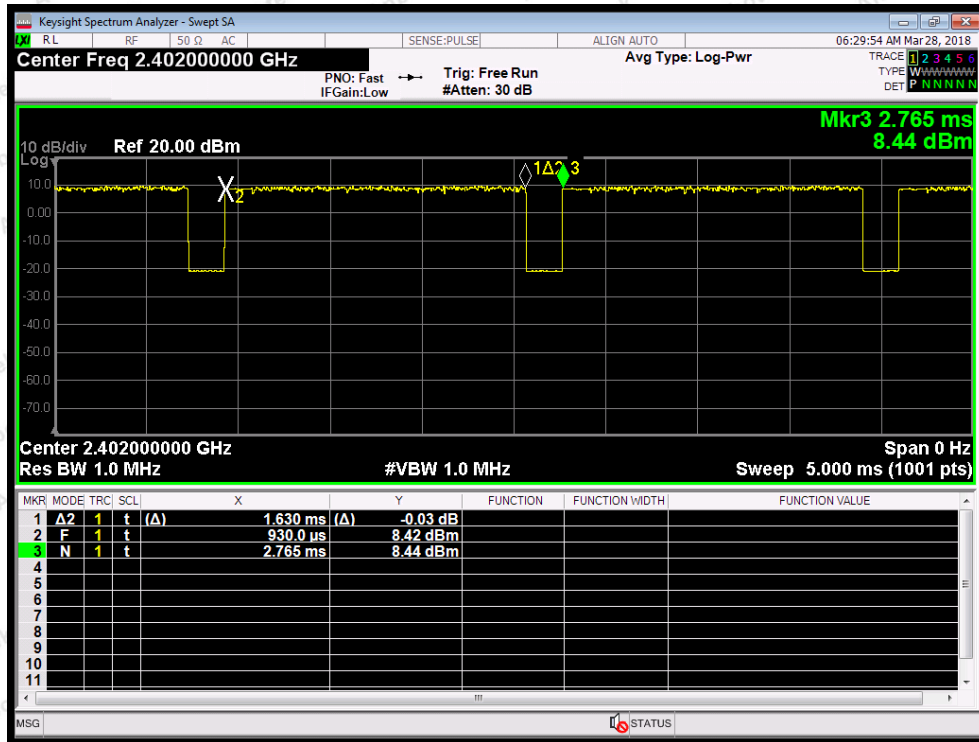 Keysight Spectrum Analyzer - Swept SA
LXI RL RF 50 Ω AC SENSE:PULSE ALIGN AUTO 06:29:54 AM Mar 28, 2018
Center Freq 2.402000000 GHz Avg Type: Log-Pwr TRACE 1 2 3 4 5 6
PNO: Fast Trig: Free Run TYPE WWWWWW
IFGain:Low #Atten: 30 dB DET P N N N N N
Mkr3 2.765 ms
10 dB/div Ref 20.00 dBm 8.44 dBm
Log
1Δ2 3
10.0
2
0.00
-10.0
-20.0
-30.0
-40.0
-50.0
-60.0
-70.0
Center 2.402000000 GHz Span 0 Hz
Res BW 1.0 MHz #VBW 1.0 MHz Sweep 5.000 ms (1001 pts)
MKR MODE TRC SCL X Y FUNCTION FUNCTION WIDTH FUNCTION VALUE
1 Δ2 1 t (Δ) 1.630 ms (Δ) -0.03 dB
2 F 1 t 930.0 µs 8.42 dBm
3 N 1 t 2.765 ms 8.44 dBm
4
5
6
7
8
9
10
11
MSG STATUS